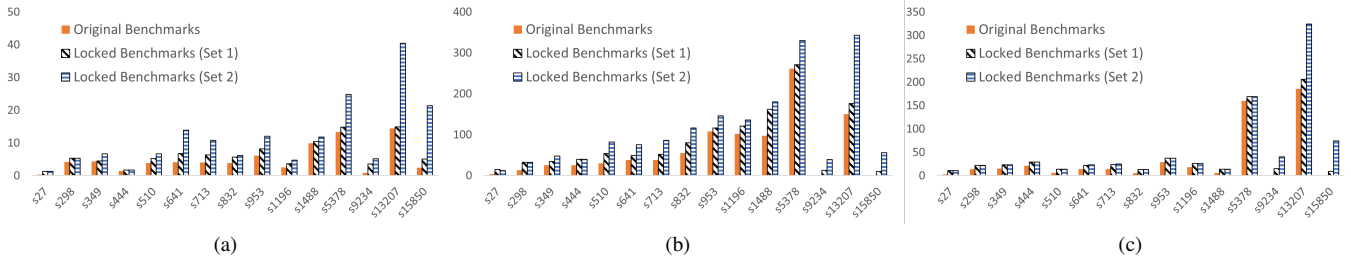 50
40
30
20
10
0
Original Benchmarks
Locked Benchmarks (Set 1)
Locked Benchmarks (Set 2)
s27 s298 s349 s444 s510 s641 s713 s832 s953 s1196 s1488 s5378 s9234 s13207 s15850
(a)
400
300
200
100
0
Original Benchmarks
Locked Benchmarks (Set 1)
Locked Benchmarks (Set 2)
s27 s298 s349 s444 s510 s641 s713 s832 s953 s1196 s1488 s5378 s9234 s13207 s15850
(b)
350
300
250
200
150
100
50
0
Original Benchmarks
Locked Benchmarks (Set 1)
Locked Benchmarks (Set 2)
s27 s298 s349 s444 s510 s641 s713 s832 s953 s1196 s1488 s5378 s9234 s13207 s15850
(c)